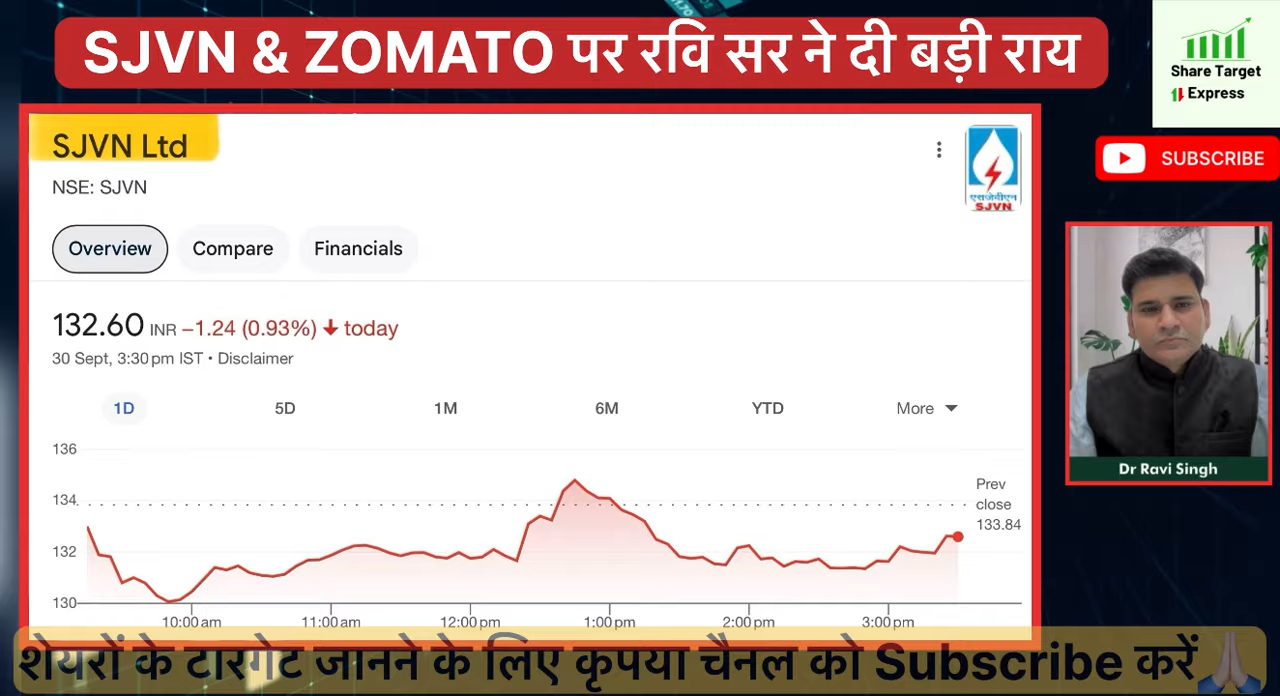 SJVN & ZOMATO पर रवि सर ने दी बड़ी राय
Share Target
Express
SUBSCRIBE
SJVN Ltd
NSE: SJVN
एसजेवीएन
SJVN
Overview Compare Financials
132.60 INR −1.24 (0.93%) today
30 Sept, 3:30 pm IST • Disclaimer
1D 5D 1M 6M YTD More
136
134
132
130
Prev
close
133.84
10:00 am 11:00 am 12:00 pm 1:00 pm 2:00 pm 3:00 pm
Dr Ravi Singh
शेयरों के टारगेट जानने के लिए कृपया चैनल को Subscribe करें